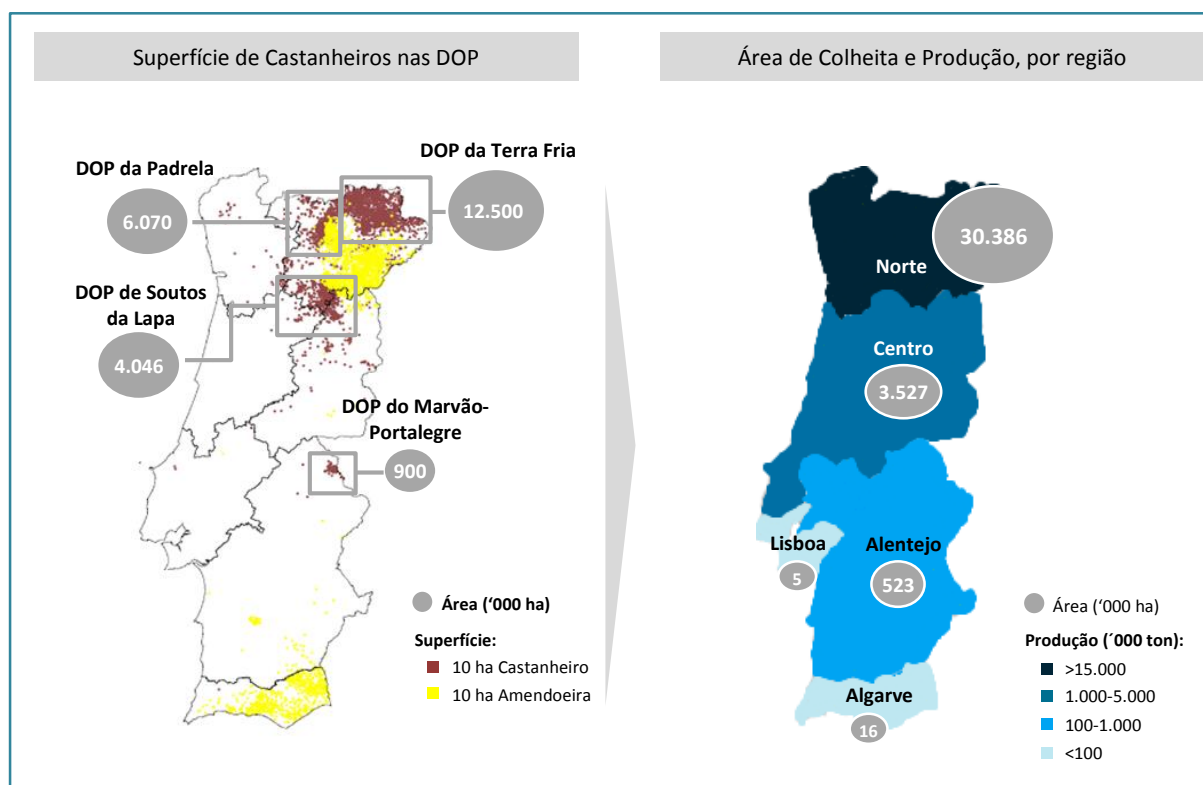 Superfície de Castanheiros nas DOP
DOP da Padrela
6.070
DOP da Terra Fria
12.500
DOP de Soutos
da Lapa
4.046
DOP do Marvão-
Portalegre
900
Área (‘000 ha)
Superfície:
10 ha Castanheiro
10 ha Amendoeira
Área de Colheita e Produção, por região
30.386
Norte
Centro
3.527
Lisboa
5
Alentejo
523
Algarve
16
Área (‘000 ha)
Produção (´000 ton):
>15.000
1.000-5.000
100-1.000
<100